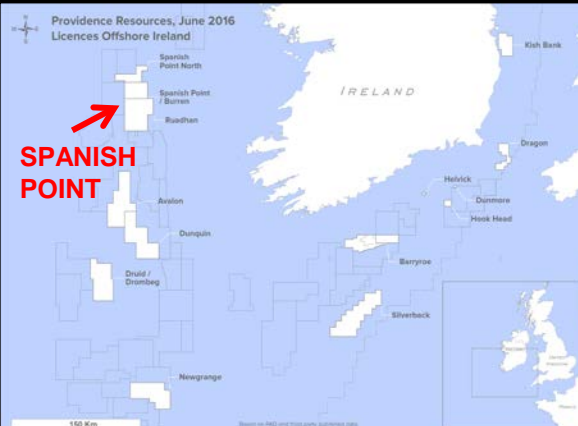 Providence Resources, June 2016
Licences Offshore Ireland
Spanish
Point North
Kish Bank
Spanish Point
/ Burren
IRELAND
Ruadhan
SPANISH
POINT
Dragon
Helvick
Avalon
Dunmore
Hook Head
Dunquin
Barryroe
Druid /
Drombeg
Silverback
Newgrange
150 Km